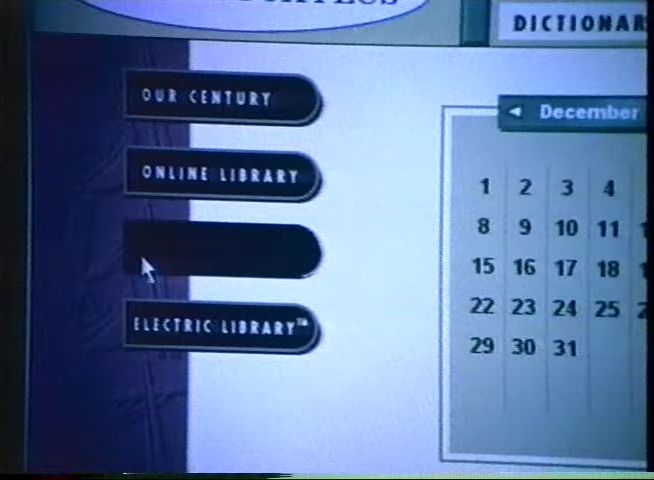 DICTIONAR
OUR CENTURY
ONLINE LIBRARY
ELECTRIC LIBRARY™
◄ December
1 2 3 4
8 9 10 11
15 16 17 18
22 23 24 25
29 30 31